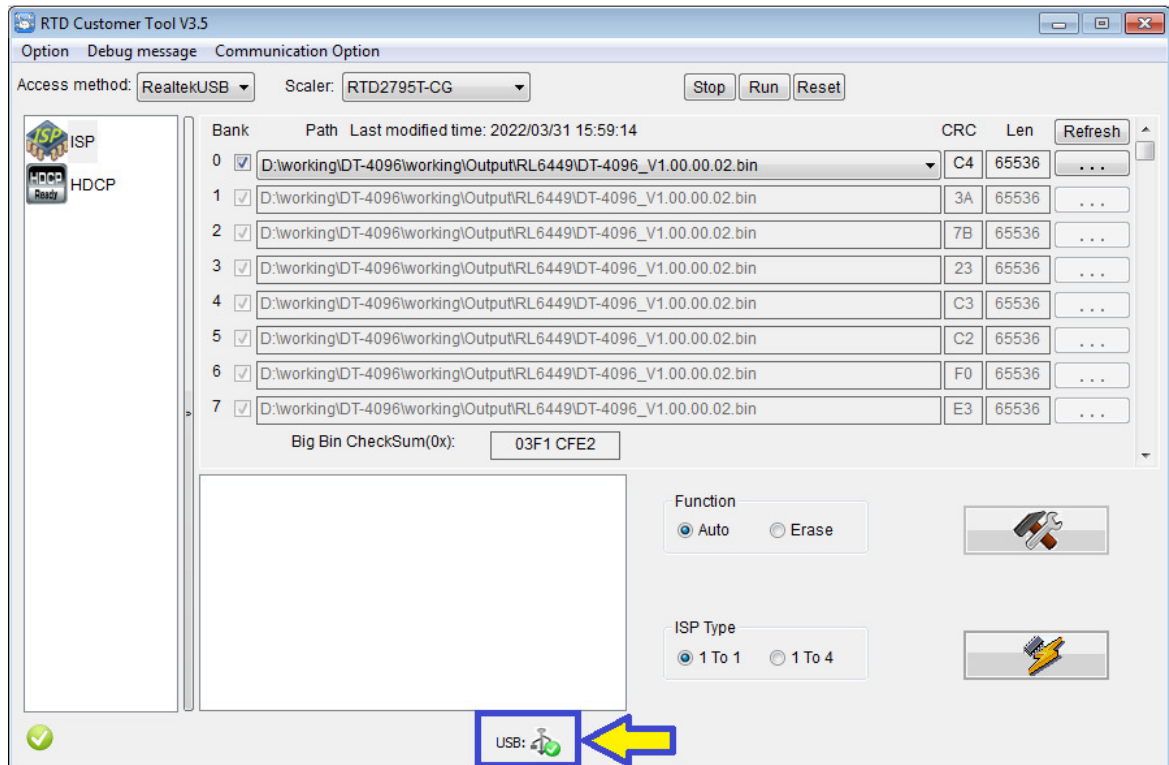 RTD Customer Tool V3.5
Option Debug message Communication Option
Access method: RealtekUSB Scaler: RTD2795T-CG Stop Run Reset
ISP
HDCP Ready HDCP
Bank Path Last modified time: 2022/03/31 15:59:14 CRC Len Refresh
0 D:\working\DT-4096\working\Output\RL6449\DT-4096_V1.00.00.02.bin C4 65536 ...
1 D:\working\DT-4096\working\Output\RL6449\DT-4096_V1.00.00.02.bin 3A 65536 ...
2 D:\working\DT-4096\working\Output\RL6449\DT-4096_V1.00.00.02.bin 7B 65536 ...
3 D:\working\DT-4096\working\Output\RL6449\DT-4096_V1.00.00.02.bin 23 65536 ...
4 D:\working\DT-4096\working\Output\RL6449\DT-4096_V1.00.00.02.bin C3 65536 ...
5 D:\working\DT-4096\working\Output\RL6449\DT-4096_V1.00.00.02.bin C2 65536 ...
6 D:\working\DT-4096\working\Output\RL6449\DT-4096_V1.00.00.02.bin F0 65536 ...
7 D:\working\DT-4096\working\Output\RL6449\DT-4096_V1.00.00.02.bin E3 65536 ...
Big Bin CheckSum(0x): 03F1 CFE2
Function
Auto Erase
ISP Type
1 To 1 1 To 4
USB: